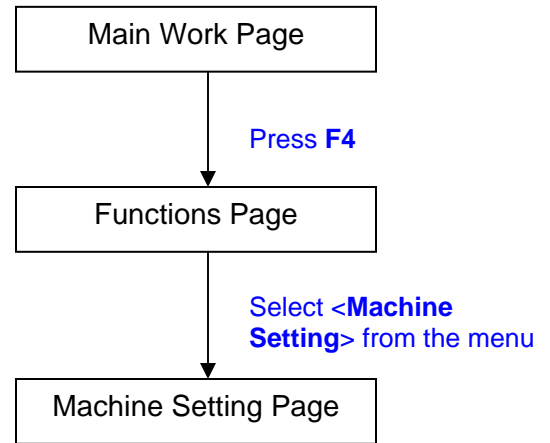 Main Work Page
Press F4
Functions Page
Select <Machine
Setting> from the menu
Machine Setting Page